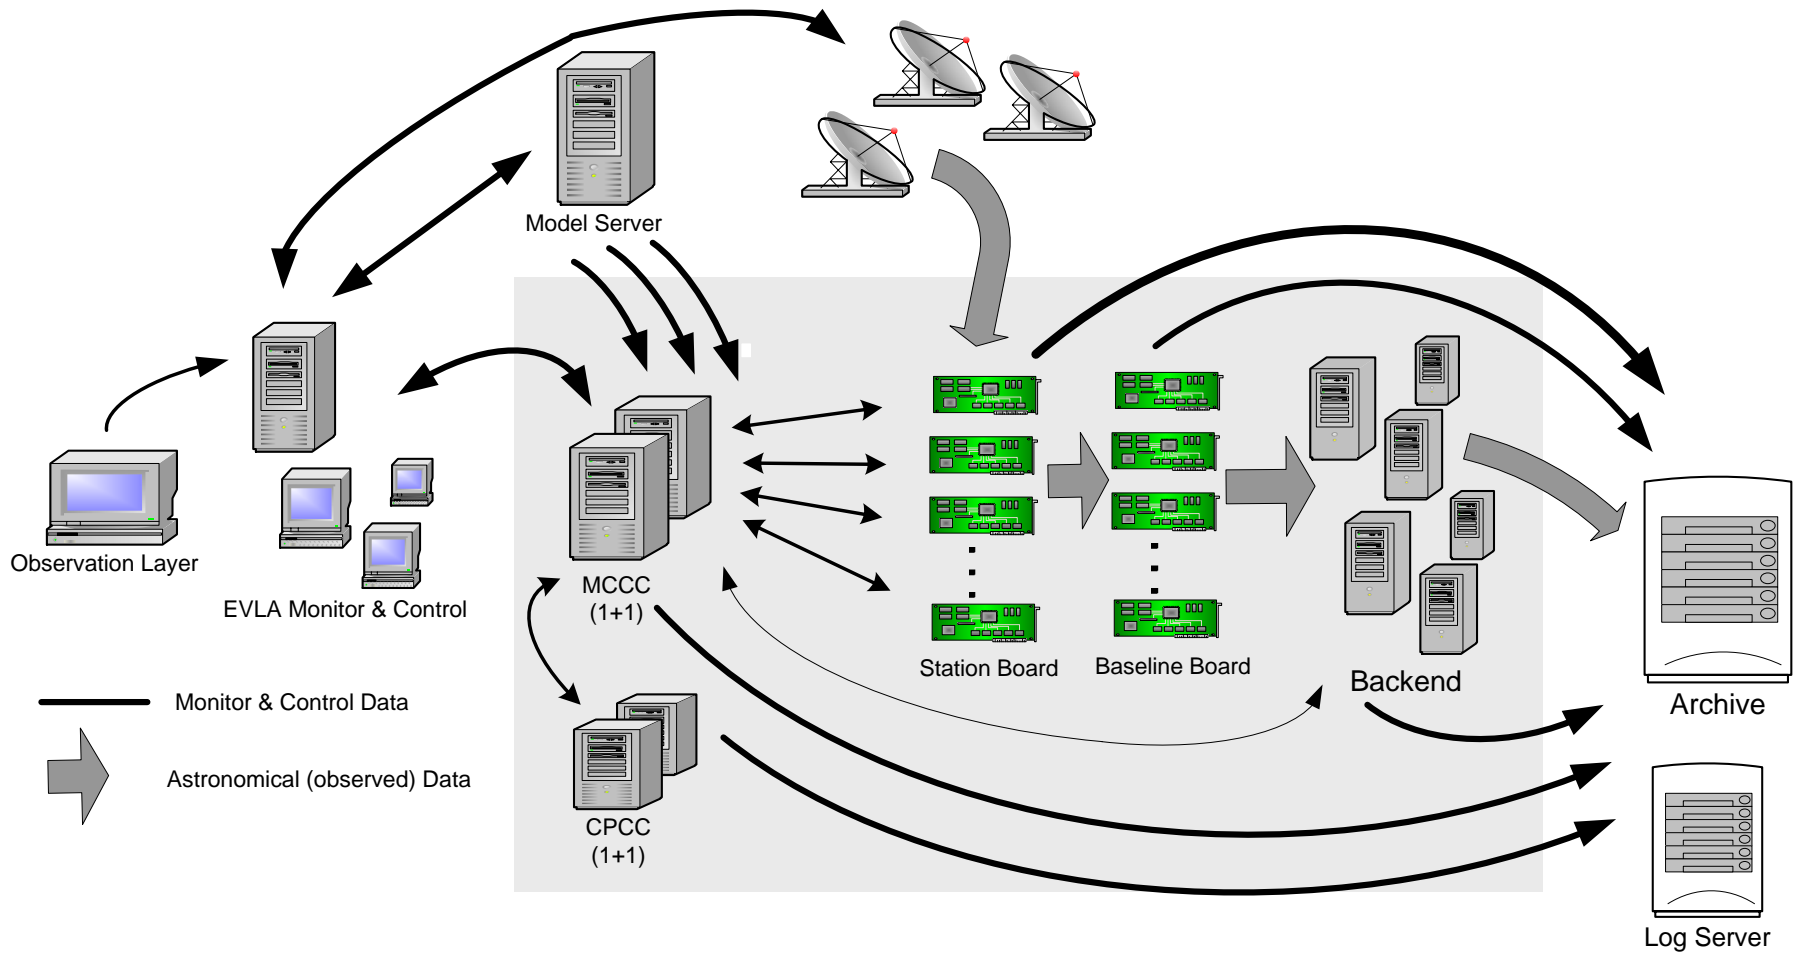 Model Server
Observation Layer
EVLA Monitor & Control
MCCC
(1+1)
Station Board
Baseline Board
Backend
Archive
Monitor & Control Data
Astronomical (observed) Data
CPCC
(1+1)
Log Server